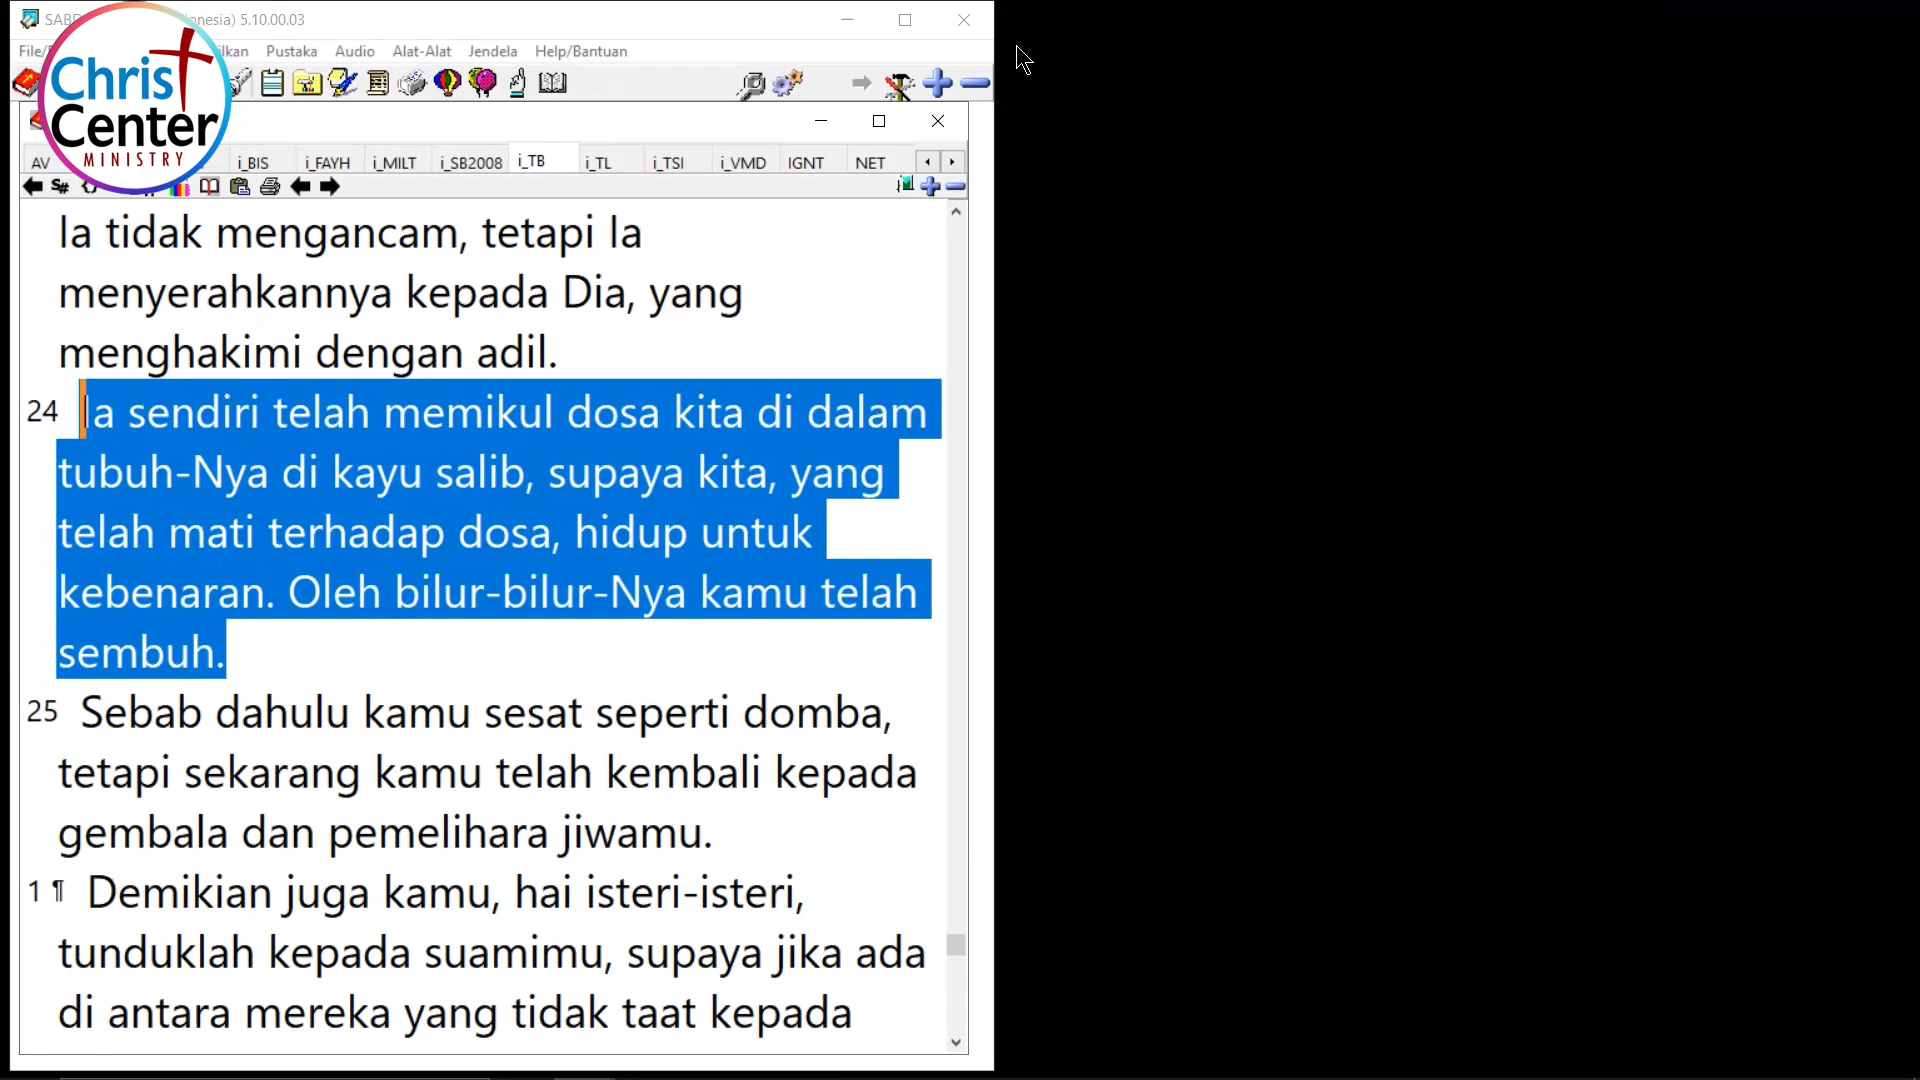 SAB
onesia) 5.10.00.03
File/
ilkan Pustaka Audio Alat-Alat Jendela Help/Bantuan
Christ
Center
MINISTRY
AV i_BIS i_FAYH i_MILT i_SB2008 i_TB i_TL i_TSI i_VMD IGNT NET
S#
Ia tidak mengancam, tetapi Ia
menyerahkannya kepada Dia, yang
menghakimi dengan adil.
24 Ia sendiri telah memikul dosa kita di dalam
tubuh-Nya di kayu salib, supaya kita, yang
telah mati terhadap dosa, hidup untuk
kebenaran. Oleh bilur-bilur-Nya kamu telah
sembuh.
25 Sebab dahulu kamu sesat seperti domba,
tetapi sekarang kamu telah kembali kepada
gembala dan pemelihara jiwamu.
1 ¶ Demikian juga kamu, hai isteri-isteri,
tunduklah kepada suamimu, supaya jika ada
di antara mereka yang tidak taat kepada